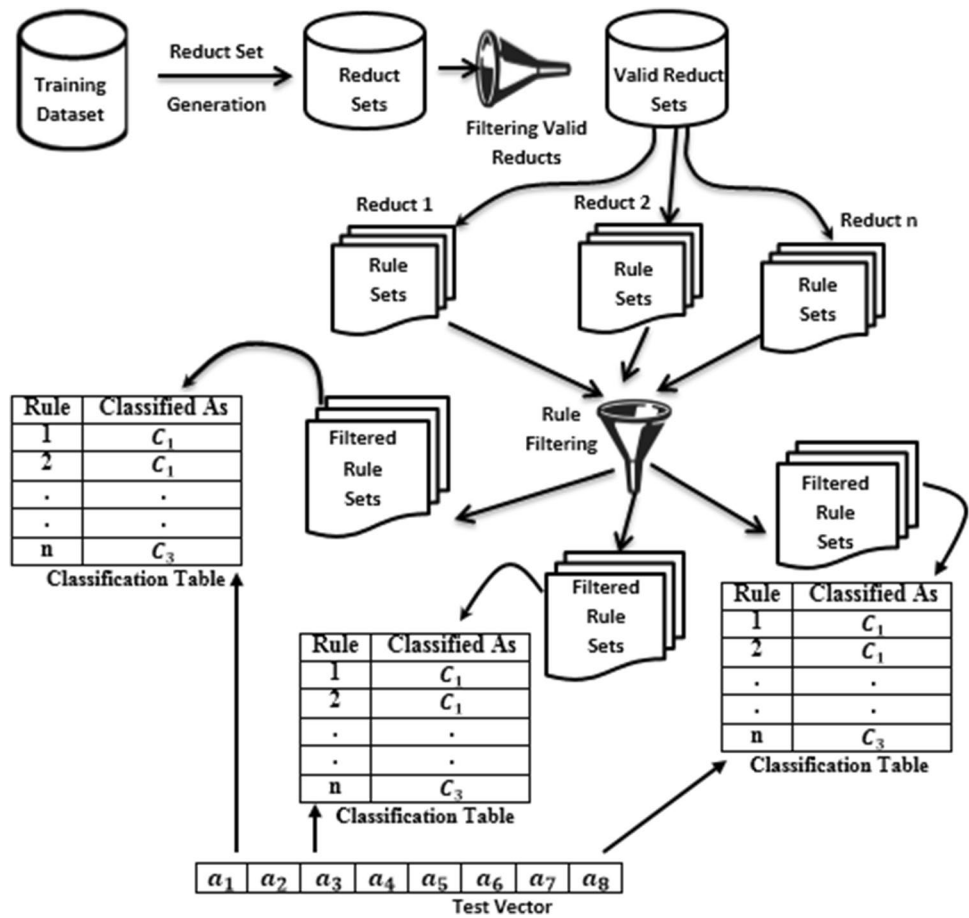 Training
Dataset
Reduct Set
Generation
Reduct
Sets
Filtering Valid
Reducts
Valid Reduct
Sets
Reduct 1
Reduct 2
Reduct n
Rule
Sets
Rule
Sets
Rule
Sets
Rule
Filtering
Rule Classified As
1 C₁
2 C₁
. .
. .
n C₃
Classification Table
Filtered
Rule
Sets
Filtered
Rule
Sets
Filtered
Rule
Sets
Rule Classified As
1 C₁
2 C₁
. .
. .
n C₃
Classification Table
Rule Classified As
1 C₁
2 C₁
. .
. .
n C₃
Classification Table
a₁ a₂ a₃ a₄ a₅ a₆ a₇ a₈
Test Vector